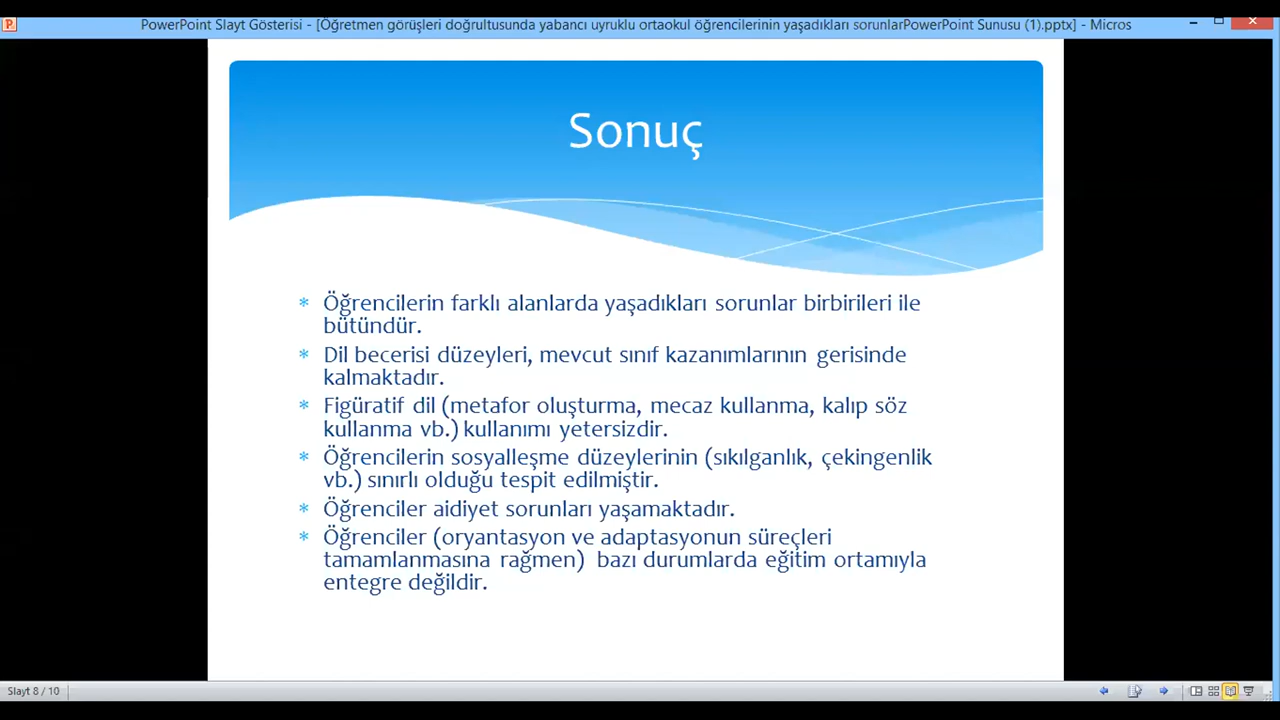 PowerPoint Slayt Gösterisi - [Öğretmen görüşleri doğrultusunda yabancı uyruklu ortaokul öğrencilerinin yaşadıkları sorunlarPowerPoint Sunusu (1).pptx] - Micros
Sonuç
* Öğrencilerin farklı alanlarda yaşadıkları sorunlar birbirileri ile
bütündür.
* Dil becerisi düzeyleri, mevcut sınıf kazanımlarının gerisinde
kalmaktadır.
* Figüratif dil (metafor oluşturma, mecaz kullanma, kalıp söz
kullanma vb.) kullanımı yetersizdir.
* Öğrencilerin sosyalleşme düzeylerinin (sıkılganlık, çekingenlik
vb.) sınırlı olduğu tespit edilmiştir.
* Öğrenciler aidiyet sorunları yaşamaktadır.
* Öğrenciler (oryantasyon ve adaptasyonun süreçleri
tamamlanmasına rağmen) bazı durumlarda eğitim ortamıyla
entegre değildir.
Slayt 8 / 10